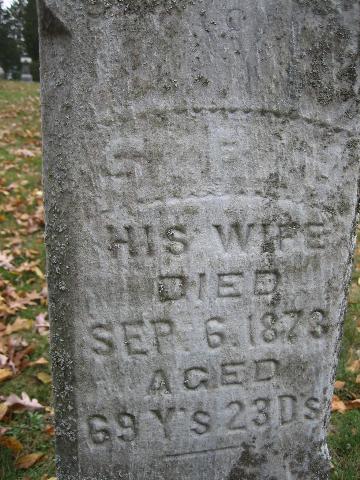 HIS WIFE
DIED
SEP. 6. 1873
AGED
69 Y's 23 Ds.